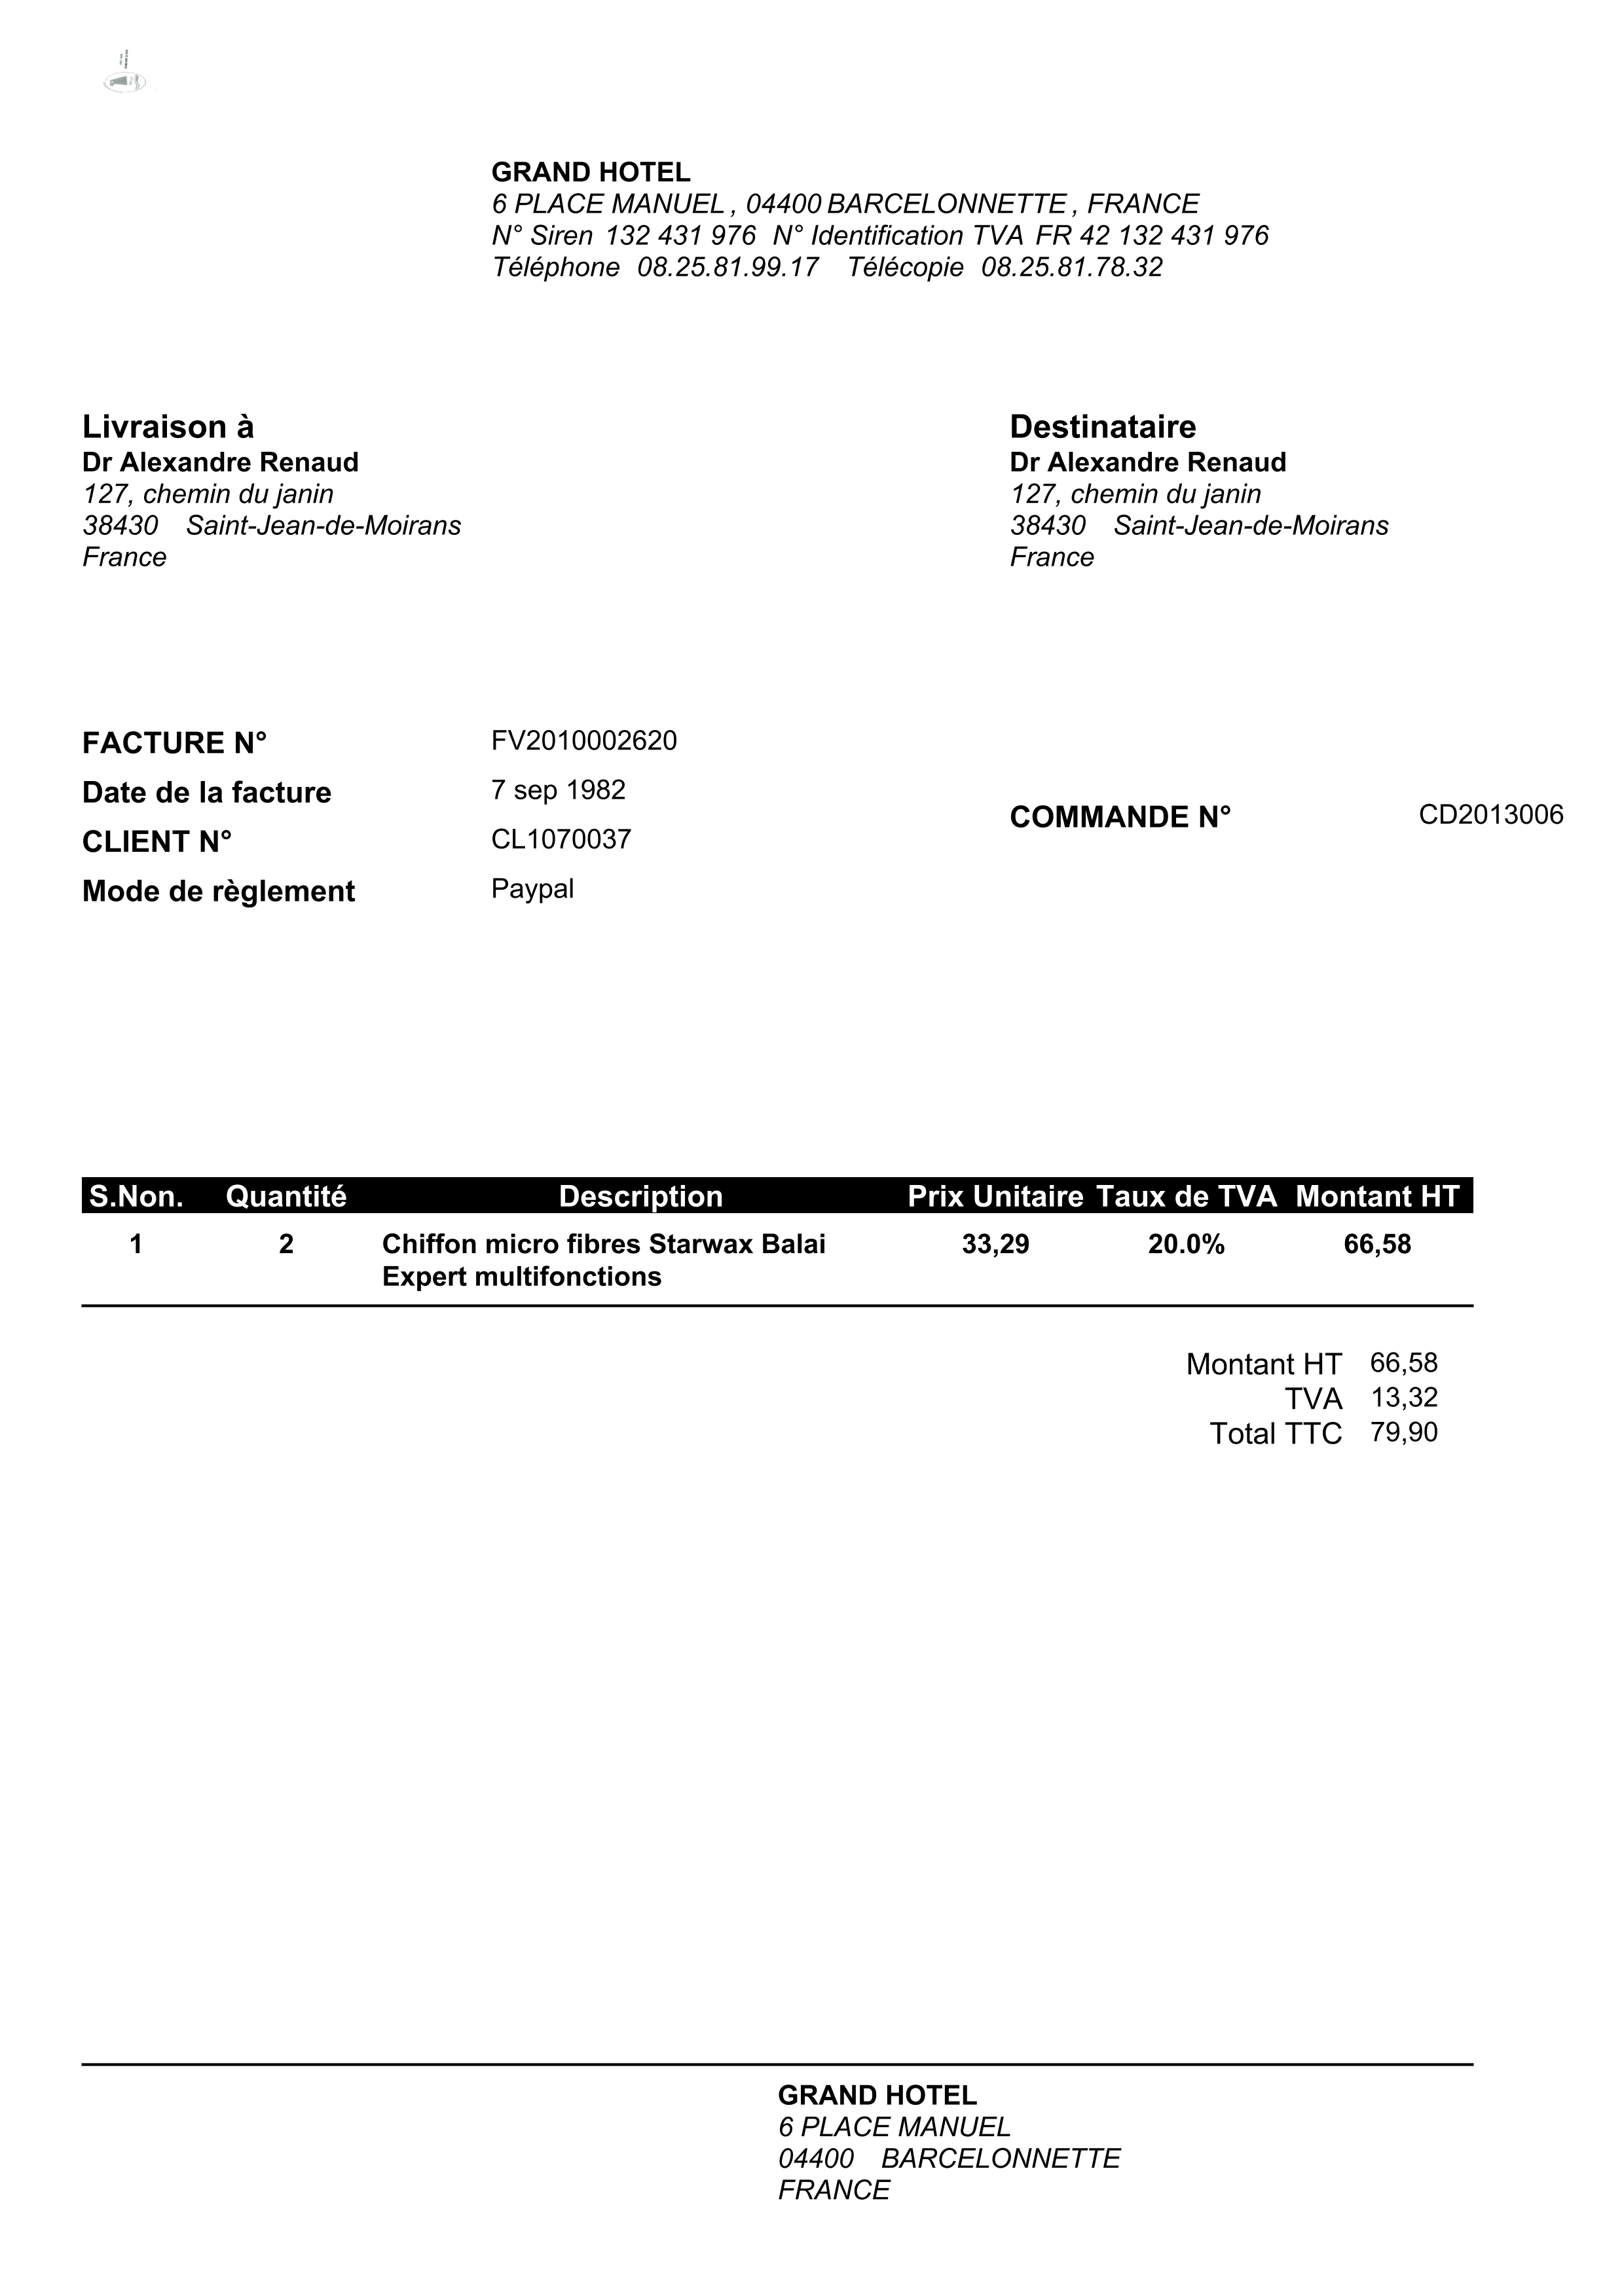 GRAND HOTEL
6 PLACE MANUEL , 04400 BARCELONNETTE , FRANCE
N° Siren 132 431 976 N° Identification TVA FR 42 132 431 976
Téléphone 08.25.81.99.17 Télécopie 08.25.81.78.32
Livraison à
Dr Alexandre Renaud
127, chemin du janin
38430 Saint-Jean-de-Moirans
France
Destinataire
Dr Alexandre Renaud
127, chemin du janin
38430 Saint-Jean-de-Moirans
France
FACTURE N° FV2010002620
Date de la facture 7 sep 1982
CLIENT N° CL1070037
Mode de règlement Paypal
COMMANDE N° CD2013006
S.Non. Quantité Description Prix Unitaire Taux de TVA Montant HT
1 2 Chiffon micro fibres Starwax Balai 33,29 20.0% 66,58
Expert multifonctions
Montant HT 66,58
TVA 13,32
Total TTC 79,90
GRAND HOTEL
6 PLACE MANUEL
04400 BARCELONNETTE
FRANCE